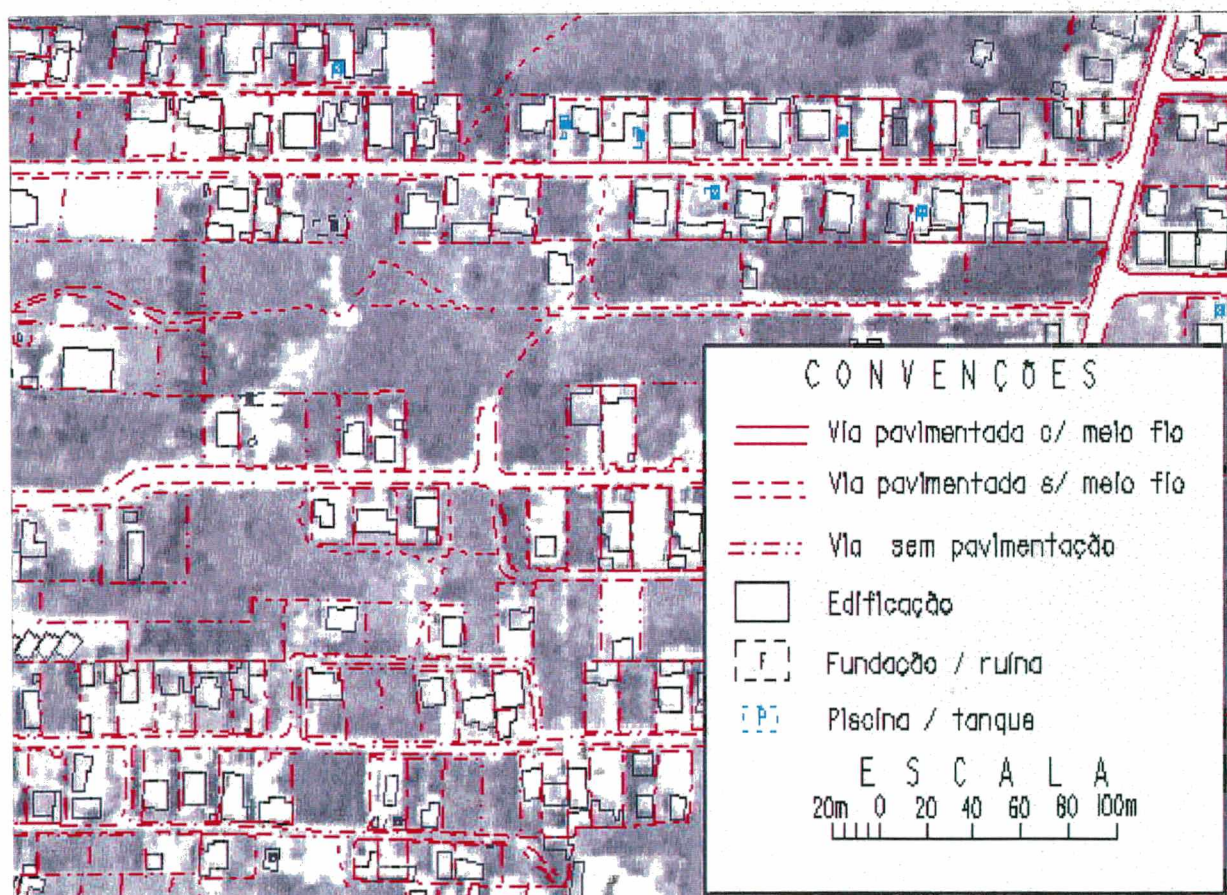 CONVENÇÕES
Via pavimentada c/ meio fio
Via pavimentada s/ meio fio
Via sem pavimentação
Edificação
F Fundação / ruína
P Piscina / tanque
ESCALA
20m 0 20 40 60 80 100m